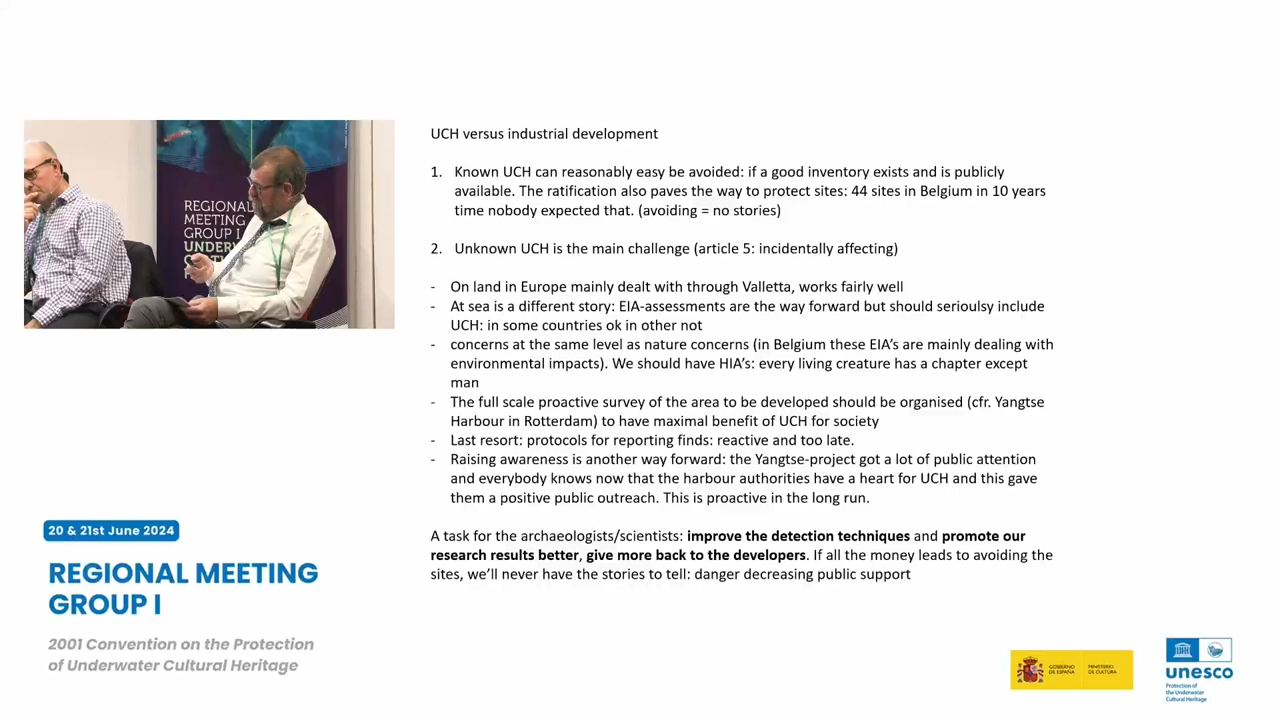 REGIONAL
MEETING
GROUP I
UCH versus industrial development
1. Known UCH can reasonably easy be avoided: if a good inventory exists and is publicly
available. The ratification also paves the way to protect sites: 44 sites in Belgium in 10 years
time nobody expected that. (avoiding = no stories)
2. Unknown UCH is the main challenge (article 5: incidentally affecting)
- On land in Europe mainly dealt with through Valletta, works fairly well
- At sea is a different story: EIA-assessments are the way forward but should serioulsy include
UCH: in some countries ok in other not
- concerns at the same level as nature concerns (in Belgium these EIA’s are mainly dealing with
environmental impacts). We should have HIA’s: every living creature has a chapter except
man
- The full scale proactive survey of the area to be developed should be organised (cfr. Yangtse
Harbour in Rotterdam) to have maximal benefit of UCH for society
- Last resort: protocols for reporting finds: reactive and too late.
- Raising awareness is another way forward: the Yangtse-project got a lot of public attention
and everybody knows now that the harbour authorities have a heart for UCH and this gave
them a positive public outreach. This is proactive in the long run.
A task for the archaeologists/scientists: improve the detection techniques and promote our
research results better, give more back to the developers. If all the money leads to avoiding the
sites, we’ll never have the stories to tell: danger decreasing public support
20 & 21st June 2024
REGIONAL MEETING
GROUP I
2001 Convention on the Protection
of Underwater Cultural Heritage
GOBIERNO
DE ESPAÑA
MINISTERIO
DE CULTURA
unesco
Protection of
the Underwater
Cultural Heritage